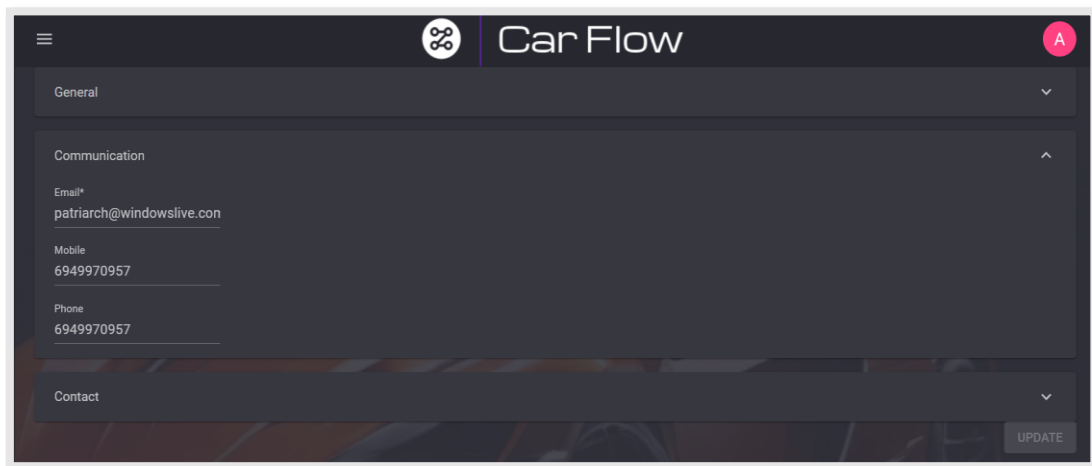 Car Flow
A
General
Communication
Email*
patriarch@windowslive.con
Mobile
6949970957
Phone
6949970957
Contact
UPDATE